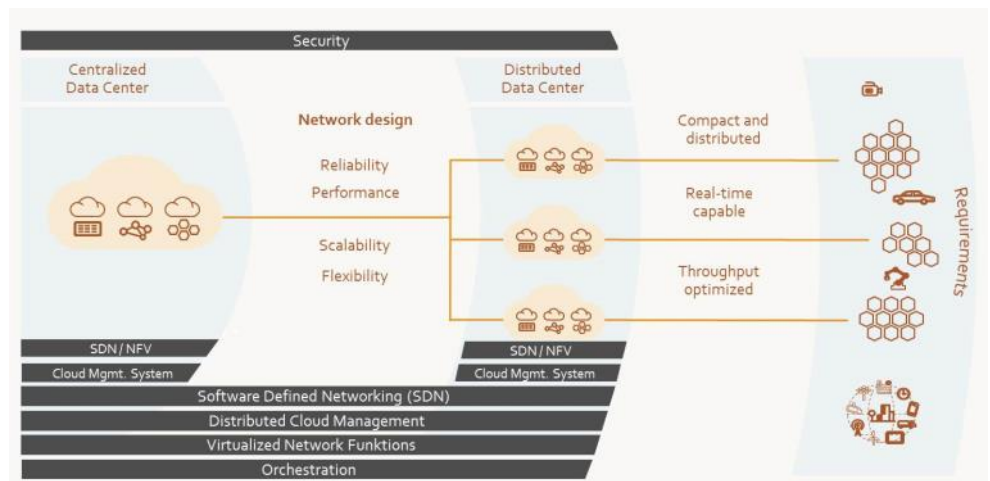 Security
Centralized
Data Center
Distributed
Data Center
Network design
Reliability
Performance
Scalability
Flexibility
Compact and
distributed
Real-time
capable
Throughput
optimized
Requirements
SDN/NFV
Cloud Mgmt. System
SDN/NFV
Cloud Mgmt. System
Software Defined Networking (SDN)
Distributed Cloud Management
Virtualized Network Funktions
Orchestration